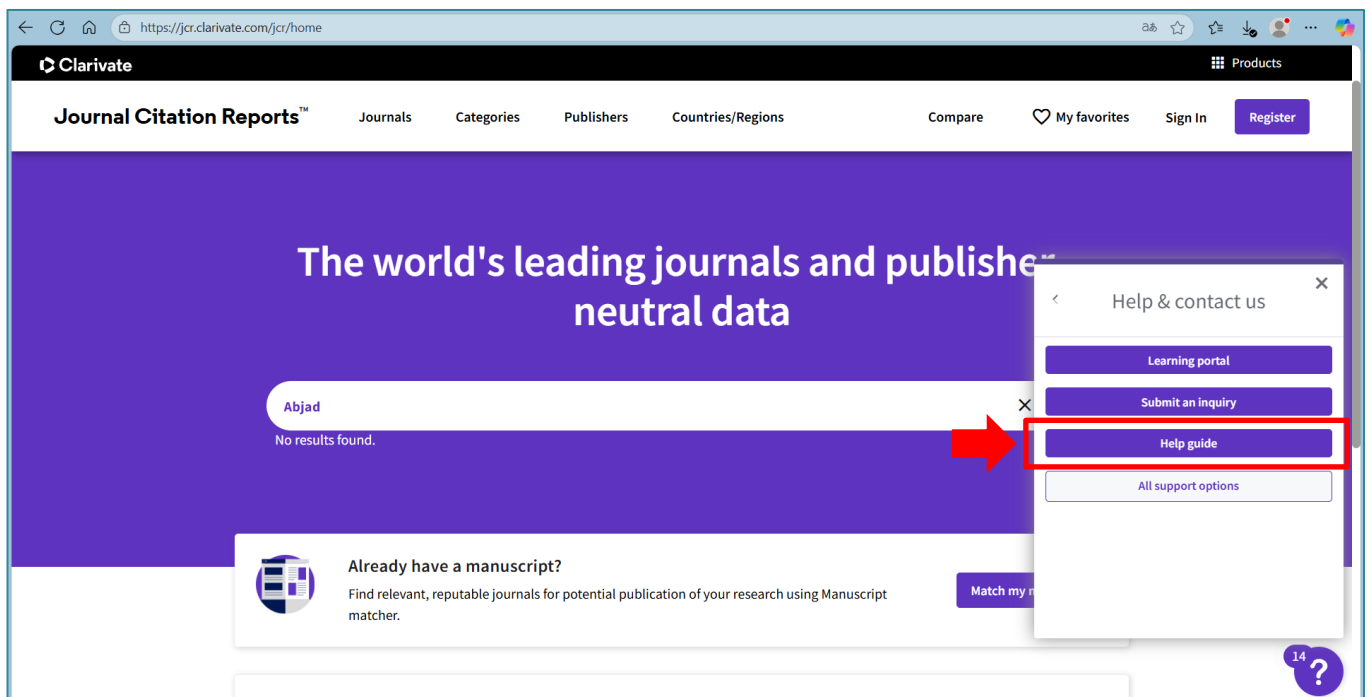 https://jcr.clarivate.com/jcr/home
Clarivate
Products
Journal Citation Reports™
Journals
Categories
Publishers
Countries/Regions
Compare
My favorites
Sign In
Register
The world's leading journals and publisher
neutral data
Abjad
No results found.
Help & contact us
Learning portal
Submit an inquiry
Help guide
All support options
Already have a manuscript?
Find relevant, reputable journals for potential publication of your research using Manuscript
matcher.
Match my
14
?